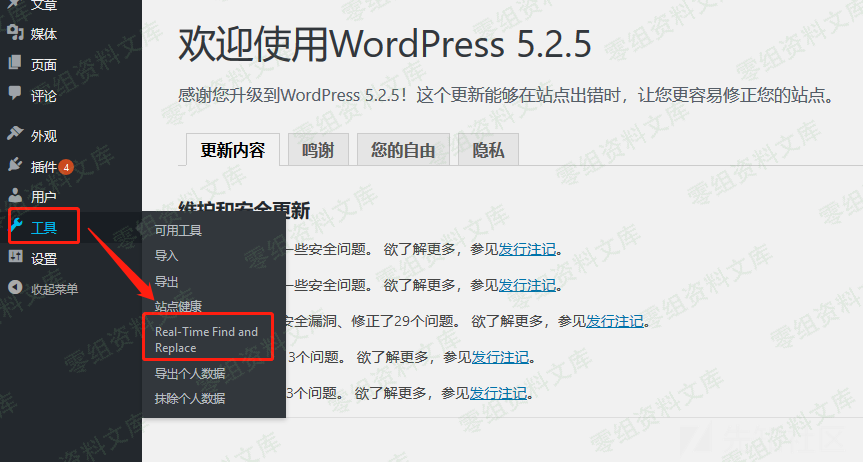 文章
媒体
页面
评论
外观
插件 4
用户
工具
设置
收起菜单
可用工具
导入
导出
站点健康
Real-Time Find and
Replace
导出个人数据
抹除个人数据
欢迎使用WordPress 5.2.5
感谢您升级到WordPress 5.2.5！这个更新能够在站点出错时，让您更容易修正您的站点。
更新内容 鸣谢 您的自由 隐私
维护和安全更新
一些安全问题。 欲了解更多，参见发行注记。
一些安全问题。 欲了解更多，参见发行注记。
安全漏洞、修正了29个问题。 欲了解更多，参见发行注记。
3个问题。 欲了解更多，参见发行注记。
3个问题。 欲了解更多，参见发行注记。
零组资料文库